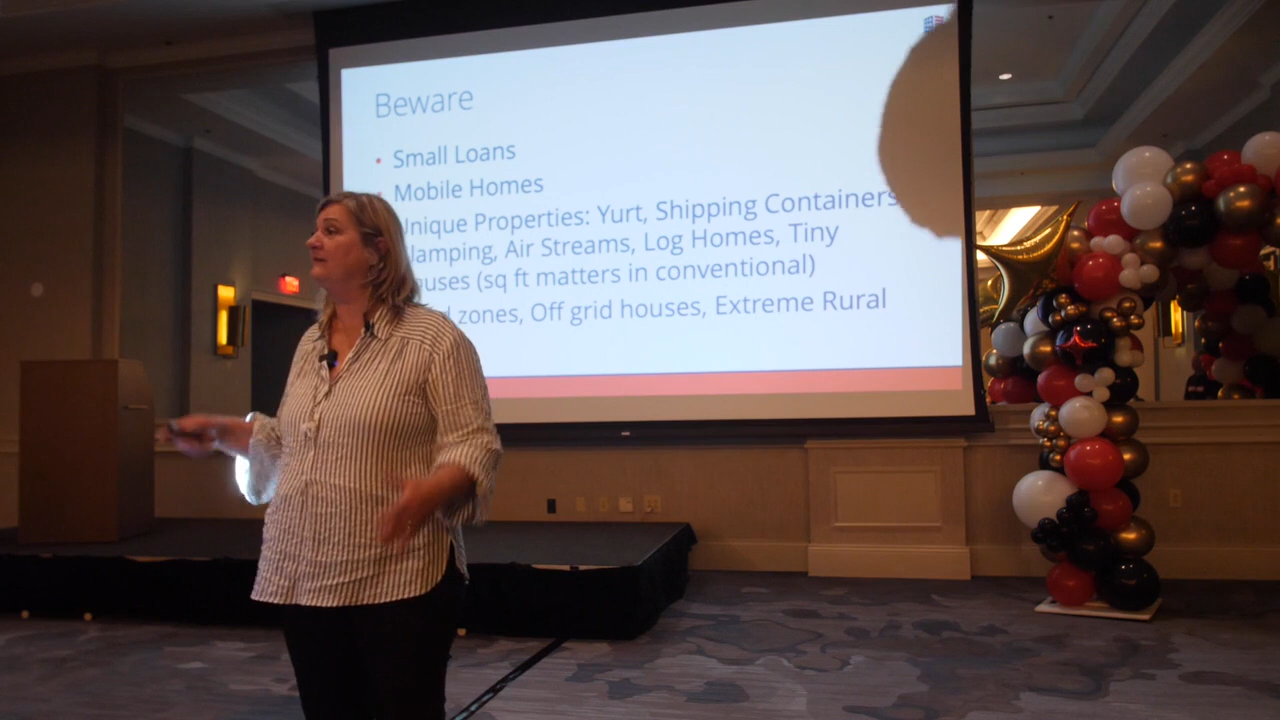 Beware
• Small Loans
Mobile Homes
nique Properties: Yurt, Shipping Containers
lamping, Air Streams, Log Homes, Tiny
uses (sq ft matters in conventional)
zones, Off grid houses, Extreme Rural